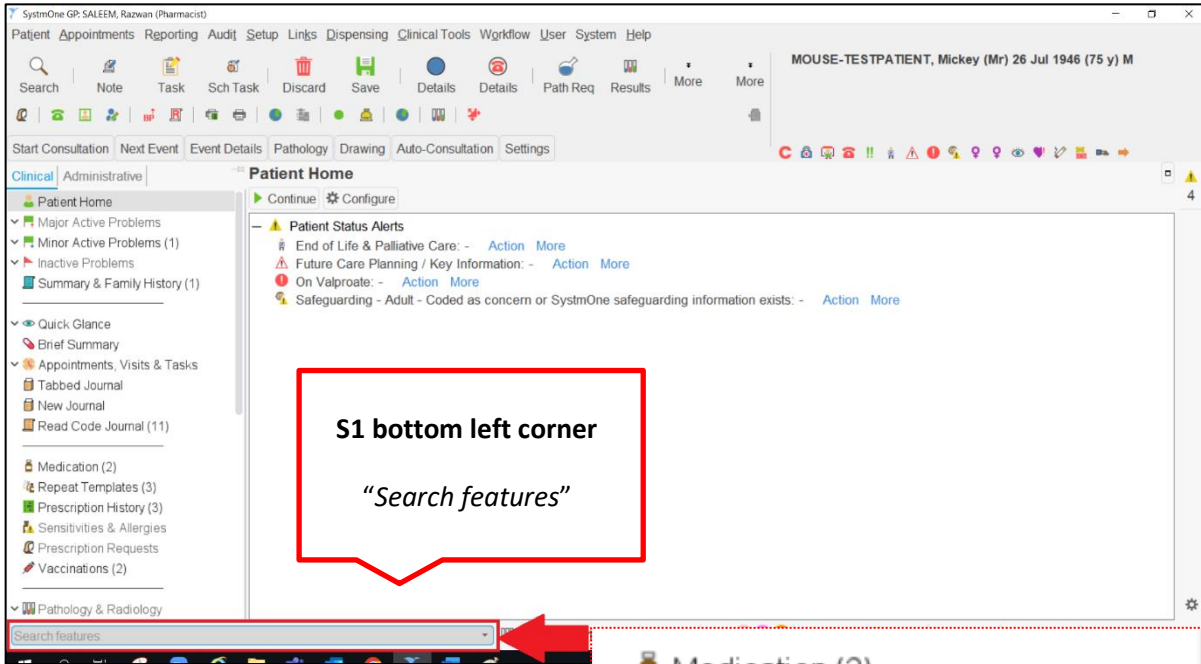 SystmOne GP: SALEEM, Razwan (Pharmacist)
Patient Appointments Reporting Audit Setup Links Dispensing Clinical Tools Workflow User System Help
Search Note Task Sch Task Discard Save Details Details Path Req Results More More
MOUSE-TESTPATIENT, Mickey (Mr) 26 Jul 1946 (75 y) M
Start Consultation Next Event Event Details Pathology Drawing Auto-Consultation Settings
Clinical Administrative
Patient Home
4
Continue Configure
Patient Home
Major Active Problems
Minor Active Problems (1)
Inactive Problems
Summary & Family History (1)
Quick Glance
Brief Summary
Appointments, Visits & Tasks
Tabbed Journal
New Journal
Read Code Journal (11)
Medication (2)
Repeat Templates (3)
Prescription History (3)
Sensitivities & Allergies
Prescription Requests
Vaccinations (2)
Pathology & Radiology
Search features
Patient Status Alerts
End of Life & Palliative Care: - Action More
Future Care Planning / Key Information: - Action More
On Valproate: - Action More
Safeguarding - Adult - Coded as concern or SystmOne safeguarding information exists: - Action More
S1 bottom left corner
“Search features”
Medication (2)